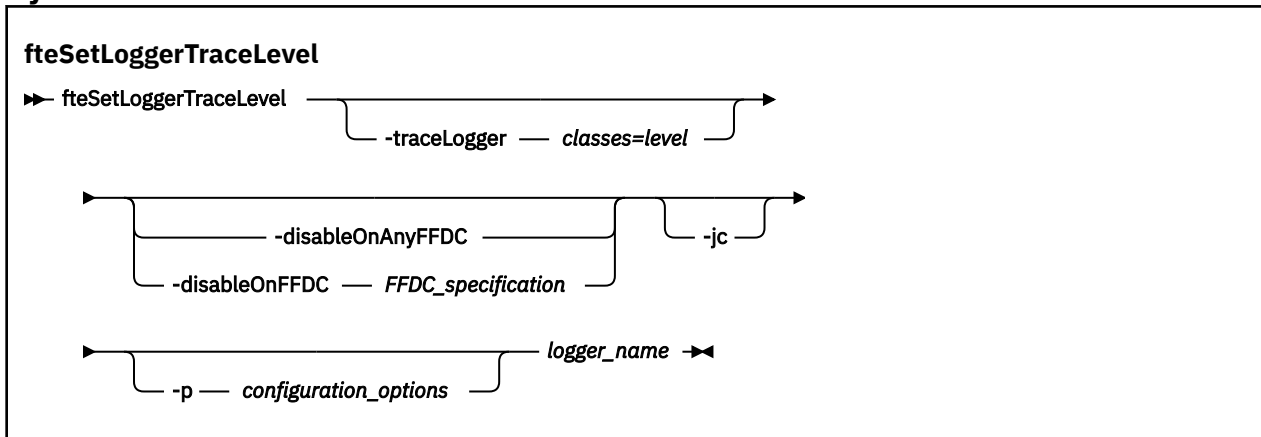 fteSetLoggerTraceLevel
fteSetLoggerTraceLevel
-traceLogger classes=level
-disableOnAnyFFDC
-jc
-disableOnFFDC FFDC_specification
logger_name
-p configuration_options